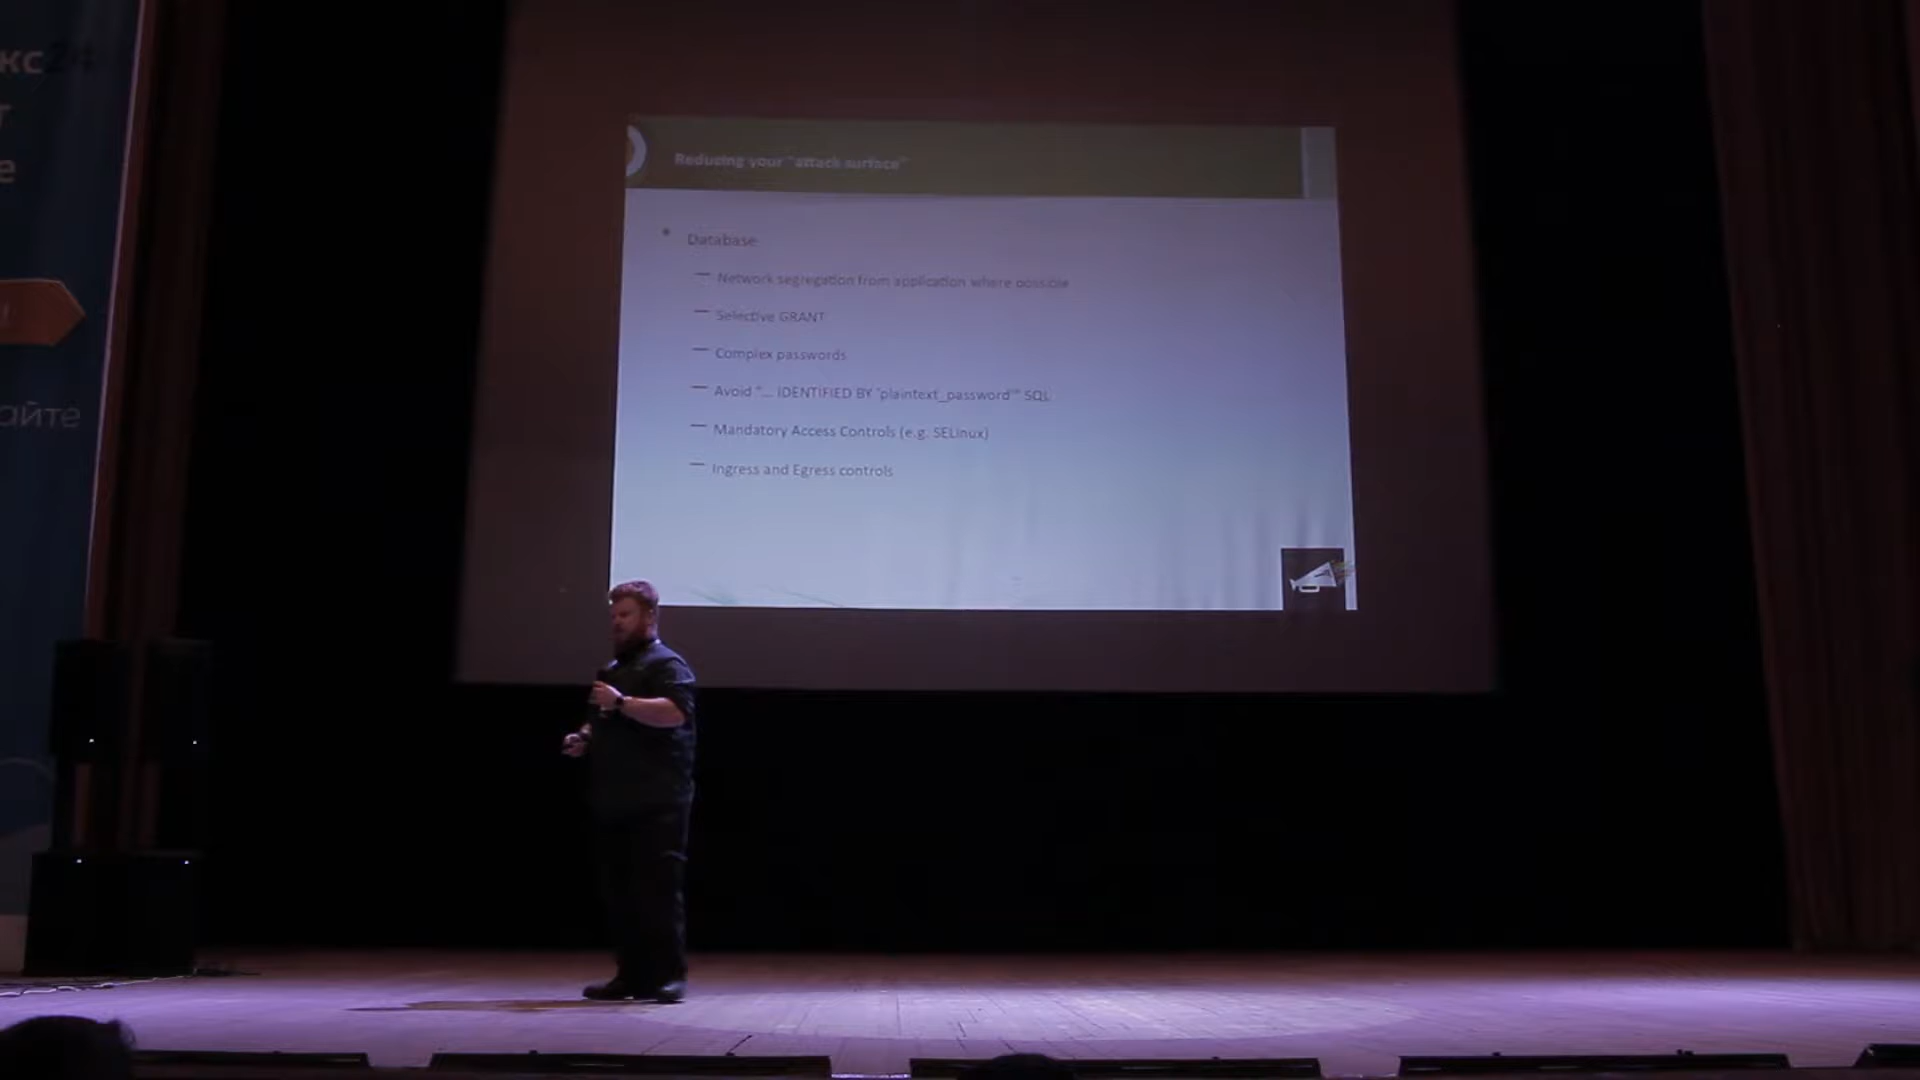 кс24
т
е
айте
Reducing your "attack surface"
• Database
— Network segregation from application where possible
— Selective GRANT
— Complex passwords
— Avoid "... IDENTIFIED BY 'plaintext_password'" SQL
— Mandatory Access Controls (e.g. SELinux)
— Ingress and Egress controls